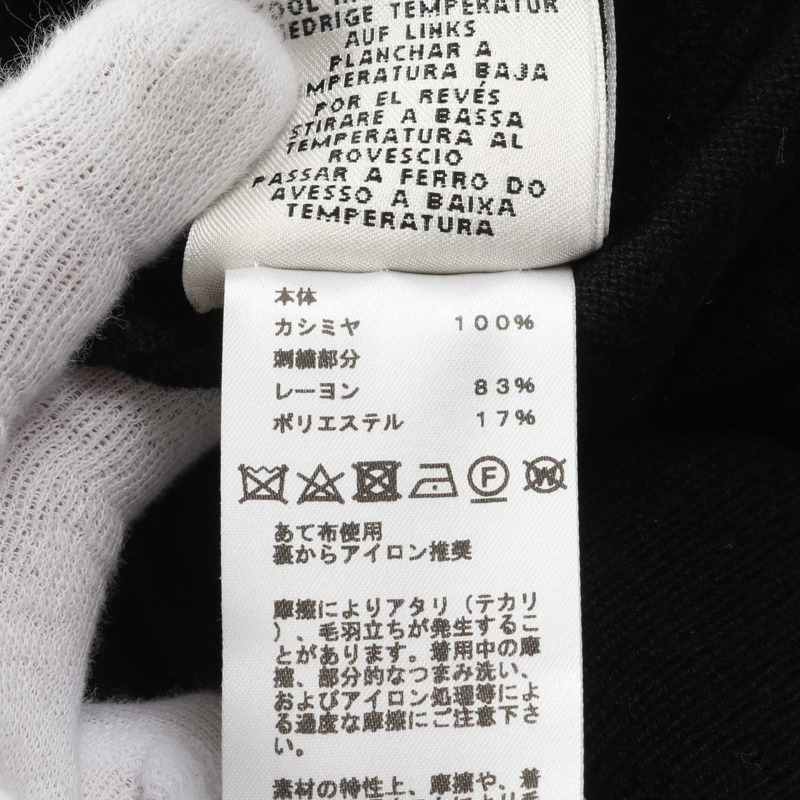 OOL I
EDRIGE TEMPERATUR
AUF LINKS
PLANCHAR A
MPERATURA BAJA
POR EL REVÉS
STIRARE A BASSA
TEMPERATURA AL
ROVESCIO
PASSAR A FERRO DO
AVESSO A BAIXA
TEMPERATURA
本体
カシミヤ 100%
刺繍部分
レーヨン 83%
ポリエステル 17%
F W
あて布使用
裏からアイロン推奨
摩擦によりアタリ（テカリ
）、毛羽立ちが発生するこ
とがあります。着用中の摩
擦、部分的なつまみ洗い、
およびアイロン処理等によ
る過度な摩擦にご注意下さ
い。
素材の特性上、摩擦や、着